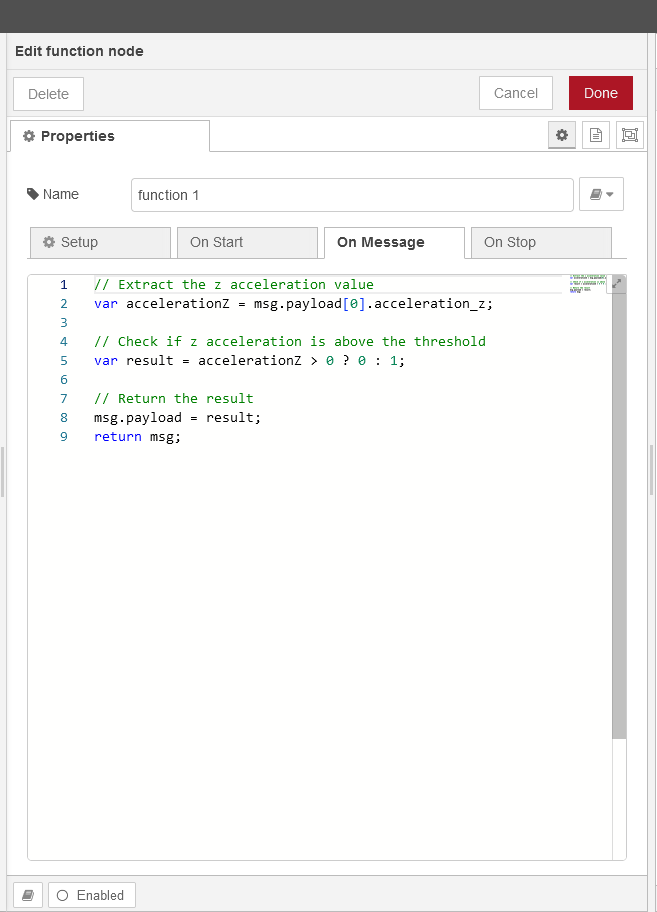 Edit function node
Delete
Cancel
Done
Properties
Name
function 1
Setup
On Start
On Message
On Stop
1 // Extract the z acceleration value
2 var accelerationZ = msg.payload[0].acceleration_z;
3
4 // Check if z acceleration is above the threshold
5 var result = accelerationZ > 0 ? 0 : 1;
6
7 // Return the result
8 msg.payload = result;
9 return msg;
Enabled